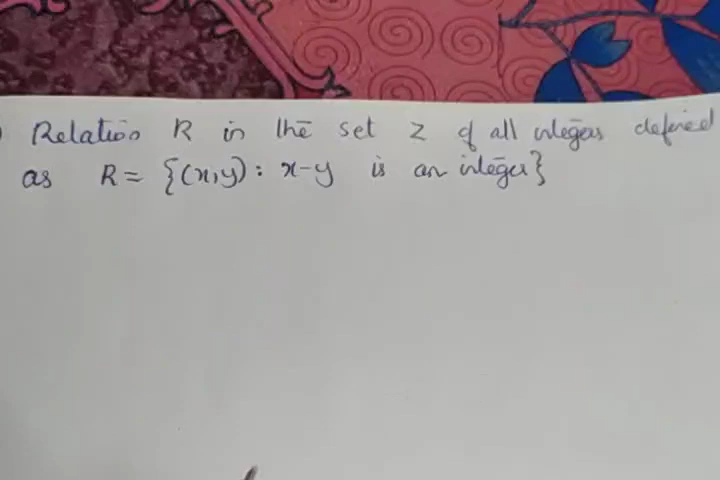 ) Relation R in the set Z of all integers defined
as R = {(x,y): x-y is an integer}